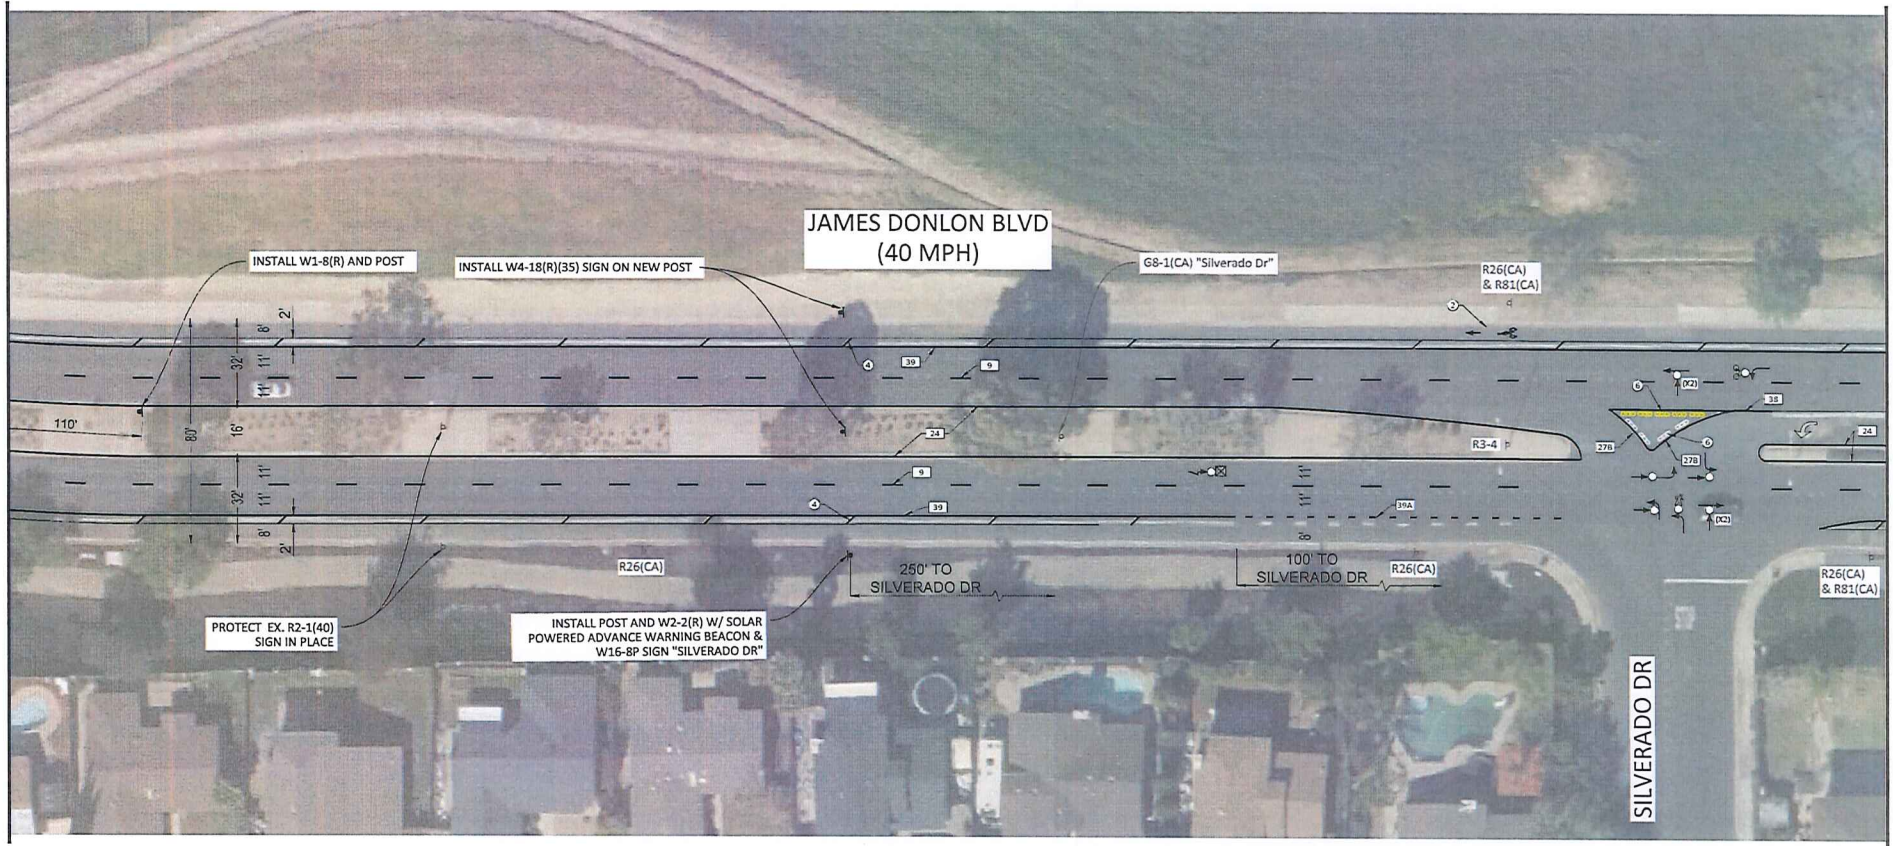 JAMES DONLON BLVD
(40 MPH)
INSTALL W1-8(R) AND POST
INSTALL W4-18(R)(35) SIGN ON NEW POST
G8-1(CA) "Silverado Dr"
R26(CA)
& R81(CA)
2
2'
8'
32'
11'
11'
4
39
9
(X2)
6
38
110'
80'
16'
24
R3-4
27B
6
27B
24
11'
32'
11'
9
11'
11'
39A
(X2)
4
39
8'
2'
8'
R26(CA)
250' TO
SILVERADO DR
100' TO
SILVERADO DR
R26(CA)
R26(CA)
& R81(CA)
PROTECT EX. R2-1(40)
SIGN IN PLACE
INSTALL POST AND W2-2(R) W/ SOLAR
POWERED ADVANCE WARNING BEACON &
W16-8P SIGN "SILVERADO DR"
SILVERADO DR